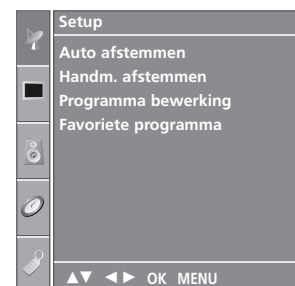 Setup
Auto afstemmen
Handm. afstemmen
Programma bewerking
Favoriete programma
▲▼ ◄► OK MENU